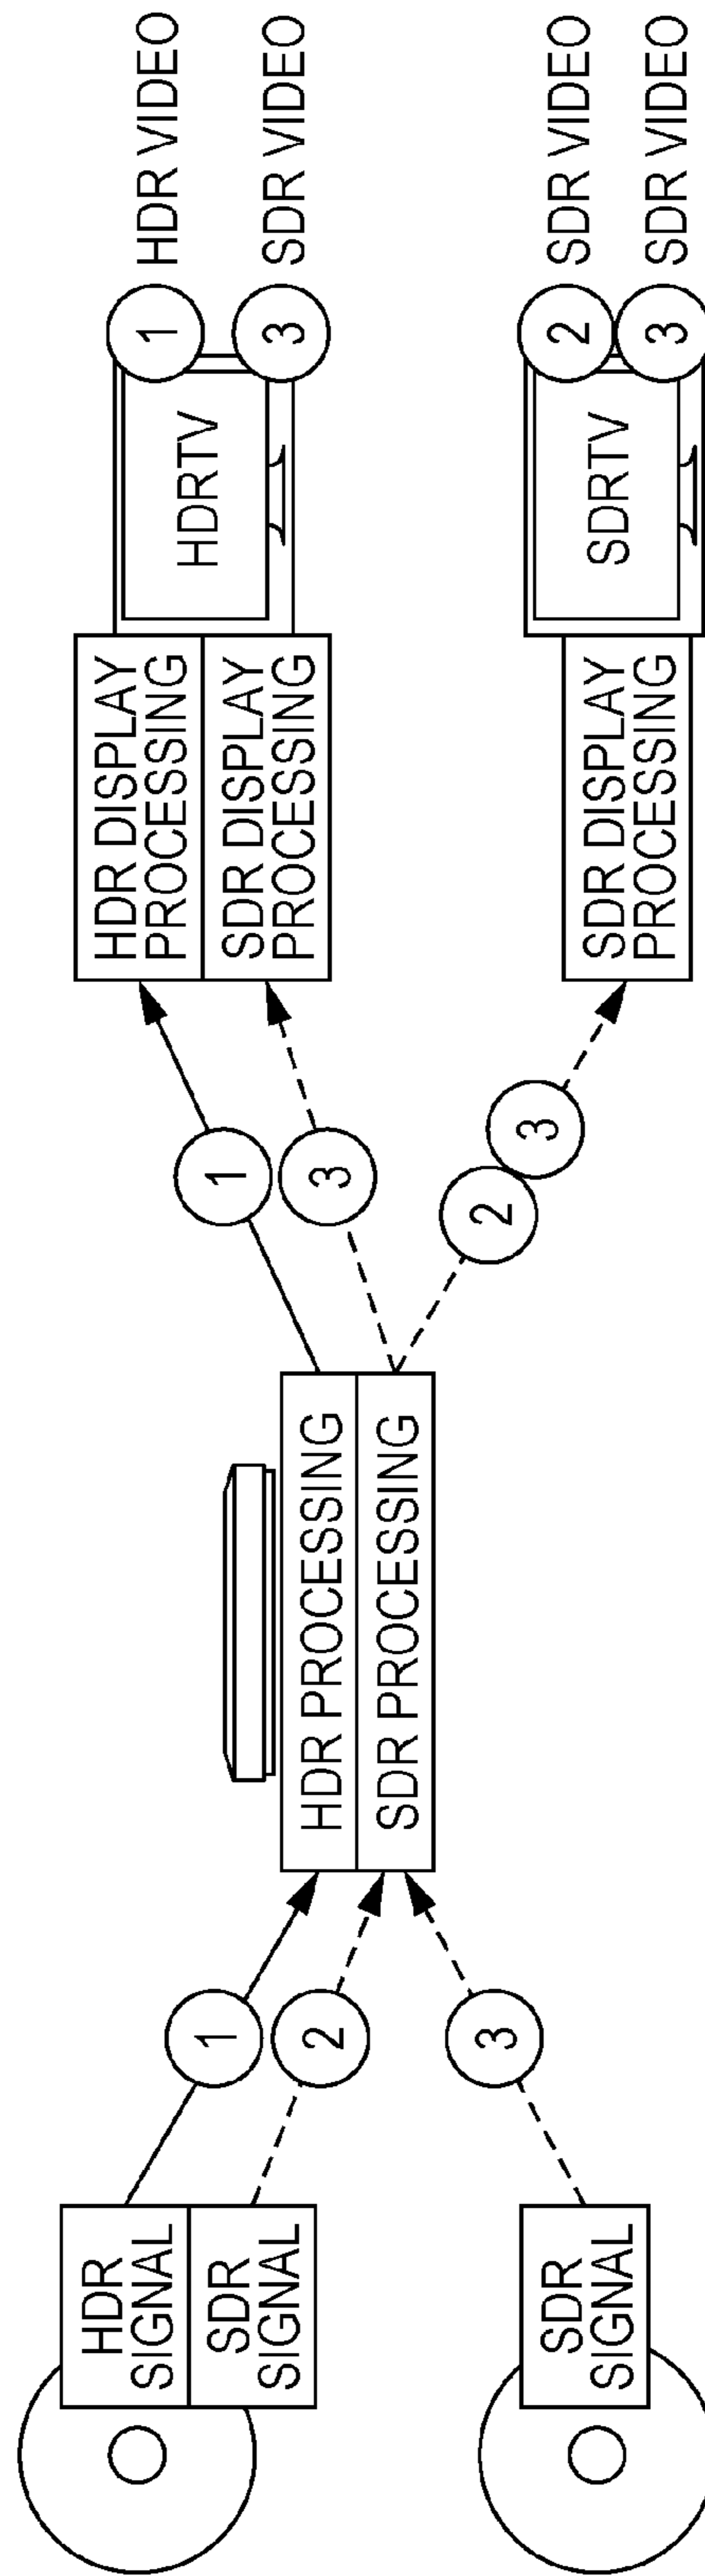 HDR
SIGNAL
SDR
SIGNAL
SDR
SIGNAL
1
2
3
HDR PROCESSING
SDR PROCESSING
1
3
2
3
HDR DISPLAY
PROCESSING
SDR DISPLAY
PROCESSING
SDR DISPLAY
PROCESSING
HDRTV
SDRTV
1
HDR VIDEO
3
SDR VIDEO
2
SDR VIDEO
3
SDR VIDEO